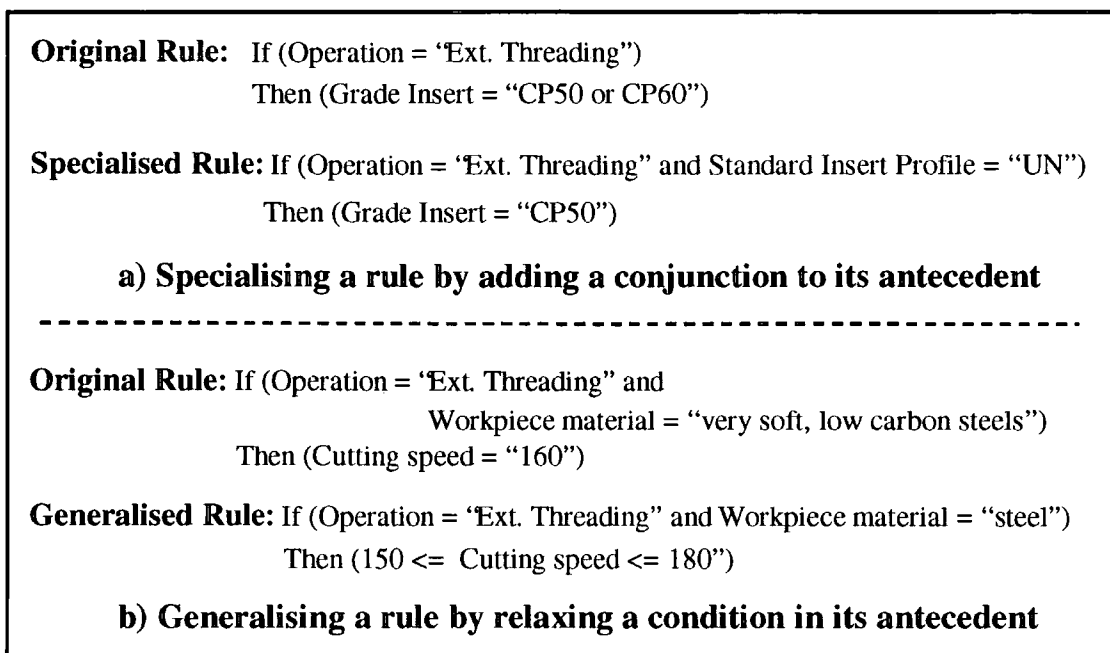 Original Rule: If (Operation = ‘Ext. Threading”)
Then (Grade Insert = “CP50 or CP60”)
Specialised Rule: If (Operation = ‘Ext. Threading” and Standard Insert Profile = “UN”)
Then (Grade Insert = “CP50”)
a) Specialising a rule by adding a conjunction to its antecedent
Original Rule: If (Operation = ‘Ext. Threading” and
Workpiece material = “very soft, low carbon steels”)
Then (Cutting speed = “160”)
Generalised Rule: If (Operation = ‘Ext. Threading” and Workpiece material = “steel”)
Then (150 <= Cutting speed <= 180”)
b) Generalising a rule by relaxing a condition in its antecedent